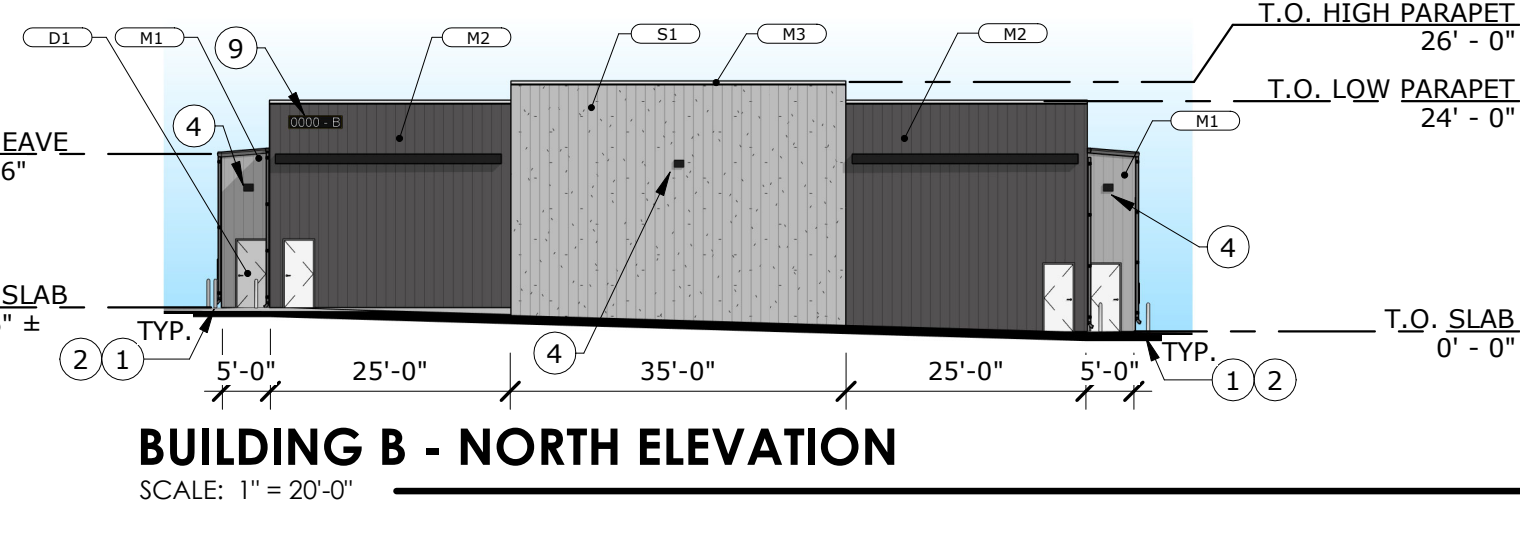 T.O. HIGH PARAPET
26' - 0"
D1
M1
9
M2
S1
M3
M2
T.O. LOW PARAPET
24' - 0"
M1
4
0000 - B
EAVE
6"
4
SLAB
" ±
TYP.
2
1
4
T.O. SLAB
0' - 0"
TYP.
1
2
5'-0"
25'-0"
35'-0"
25'-0"
5'-0"
BUILDING B - NORTH ELEVATION
SCALE: 1" = 20'-0"